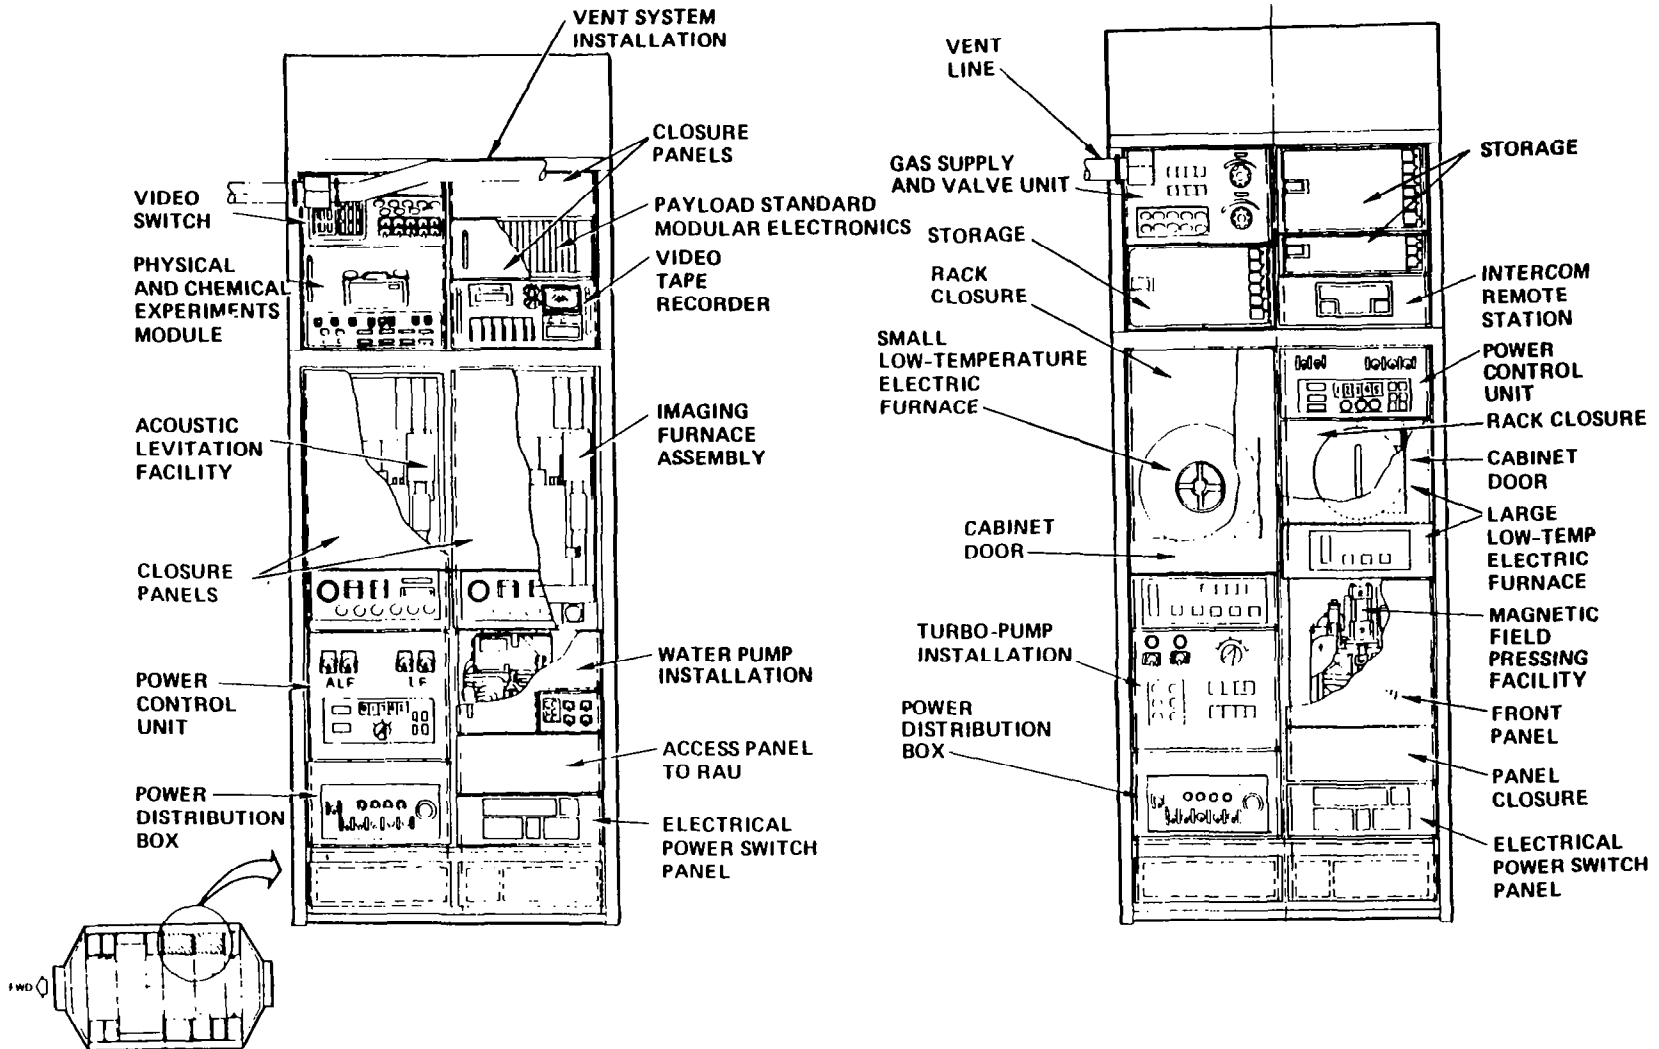 VENT SYSTEM
INSTALLATION
CLOSURE
PANELS
VIDEO
SWITCH
PAYLOAD STANDARD
MODULAR ELECTRONICS
PHYSICAL
AND CHEMICAL
EXPERIMENTS
MODULE
VIDEO
TAPE
RECORDER
ACOUSTIC
LEVITATION
FACILITY
IMAGING
FURNACE
ASSEMBLY
CLOSURE
PANELS
ALF
POWER
CONTROL
UNIT
WATER PUMP
INSTALLATION
ACCESS PANEL
TO RAU
POWER
DISTRIBUTION
BOX
ELECTRICAL
POWER SWITCH
PANEL
FWD
VENT
LINE
GAS SUPPLY
AND VALVE UNIT
STORAGE
STORAGE
RACK
CLOSURE
INTERCOM
REMOTE
STATION
SMALL
LOW-TEMPERATURE
ELECTRIC
FURNACE
POWER
CONTROL
UNIT
RACK CLOSURE
CABINET
DOOR
CABINET
DOOR
LARGE
LOW-TEMP
ELECTRIC
FURNACE
TURBO-PUMP
INSTALLATION
MAGNETIC
FIELD
PRESSING
FACILITY
POWER
DISTRIBUTION
BOX
FRONT
PANEL
PANEL
CLOSURE
ELECTRICAL
POWER SWITCH
PANEL